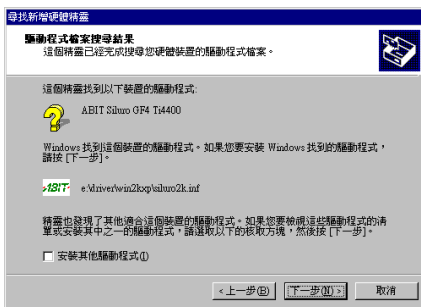 尋找新增硬體精靈
驅動程式檔案搜尋結果
這個精靈已經完成搜尋您硬體裝置的驅動程式檔案。
這個精靈找到以下裝置的驅動程式:
ABIT Siluro GF4 Ti4400
Windows 找到這個裝置的驅動程式。如果您要安裝 Windows 找到的驅動程式，
請按 [下一步]。
ABIT e:\driver\win2kxp\siluro2k.inf
精靈也發現了其他適合這個裝置的驅動程式。如果您要檢視這些驅動程式的清
單或安裝其中之一的驅動程式，請選取以下的核取方塊，然後按 [下一步]。
安裝其他驅動程式(I)
<上一步(B) 下一步(N)> 取消